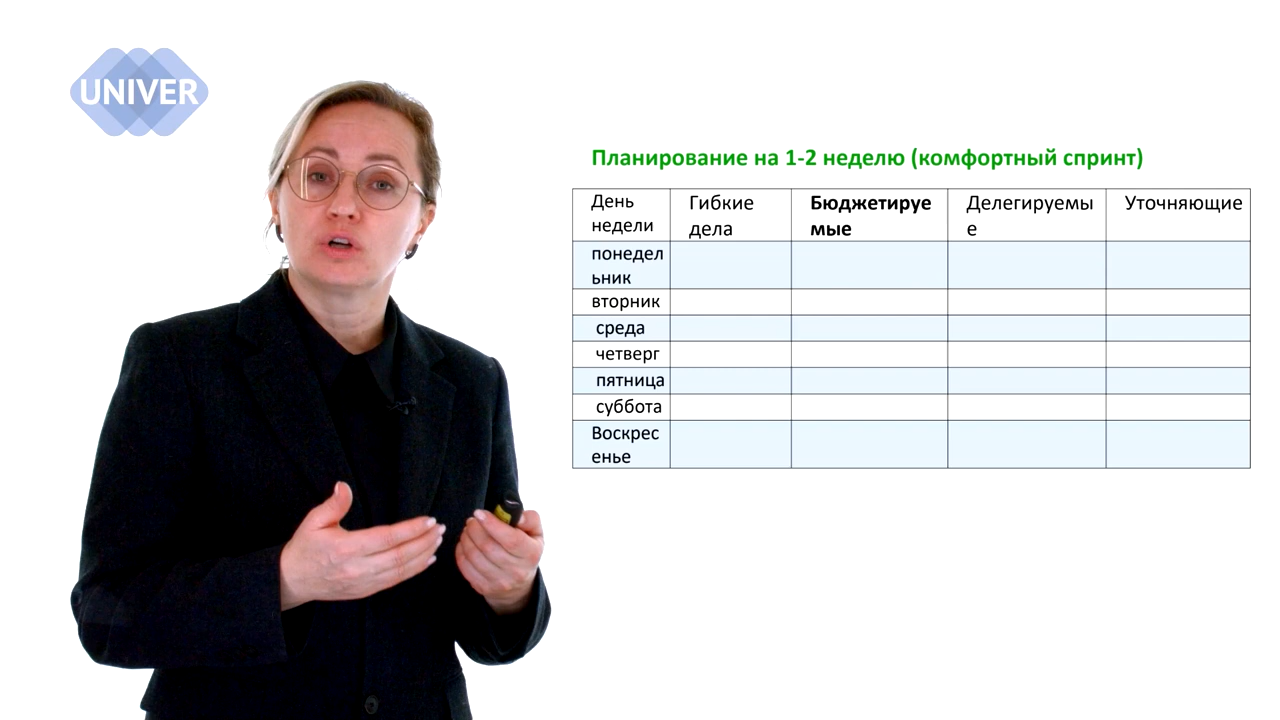 UNIVER
Планирование на 1-2 неделю (комфортный спринт)
День
недели
Гибкие
дела
Бюджетируе
мые
Делегируемы
е
Уточняющие
понедел
ьник
вторник
среда
четверг
пятница
суббота
Воскрес
енье